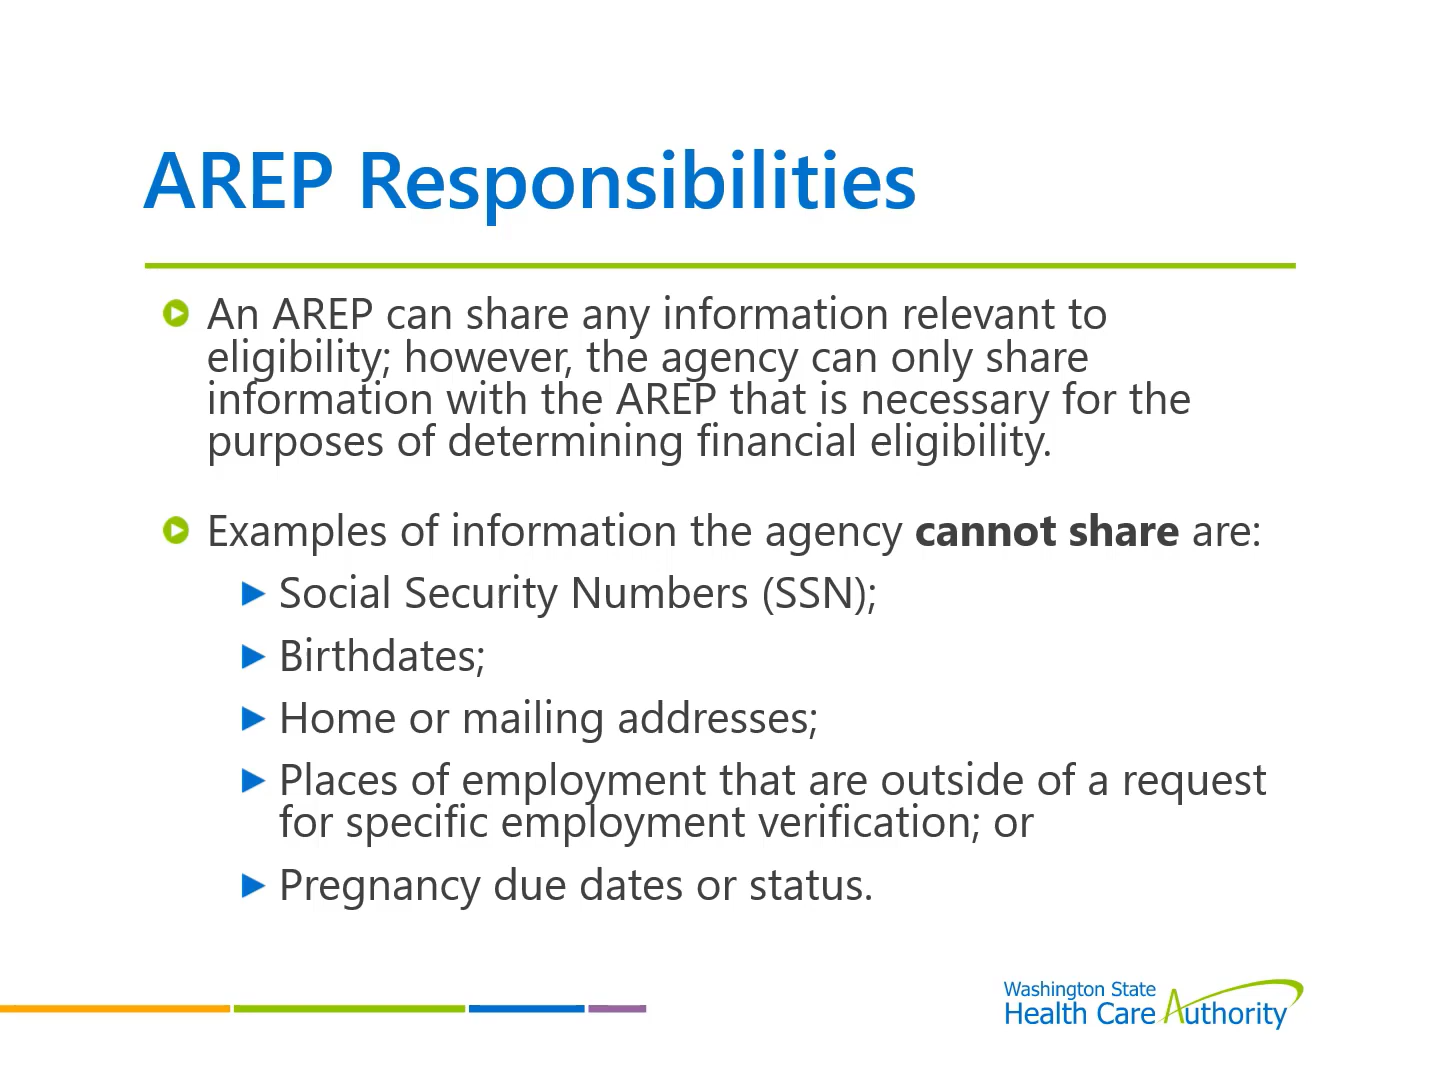 AREP Responsibilities
An AREP can share any information relevant to
eligibility; however, the agency can only share
information with the AREP that is necessary for the
purposes of determining financial eligibility.
Examples of information the agency cannot share are:
Social Security Numbers (SSN);
Birthdates;
Home or mailing addresses;
Places of employment that are outside of a request
for specific employment verification; or
Pregnancy due dates or status.
Washington State
Health Care Authority